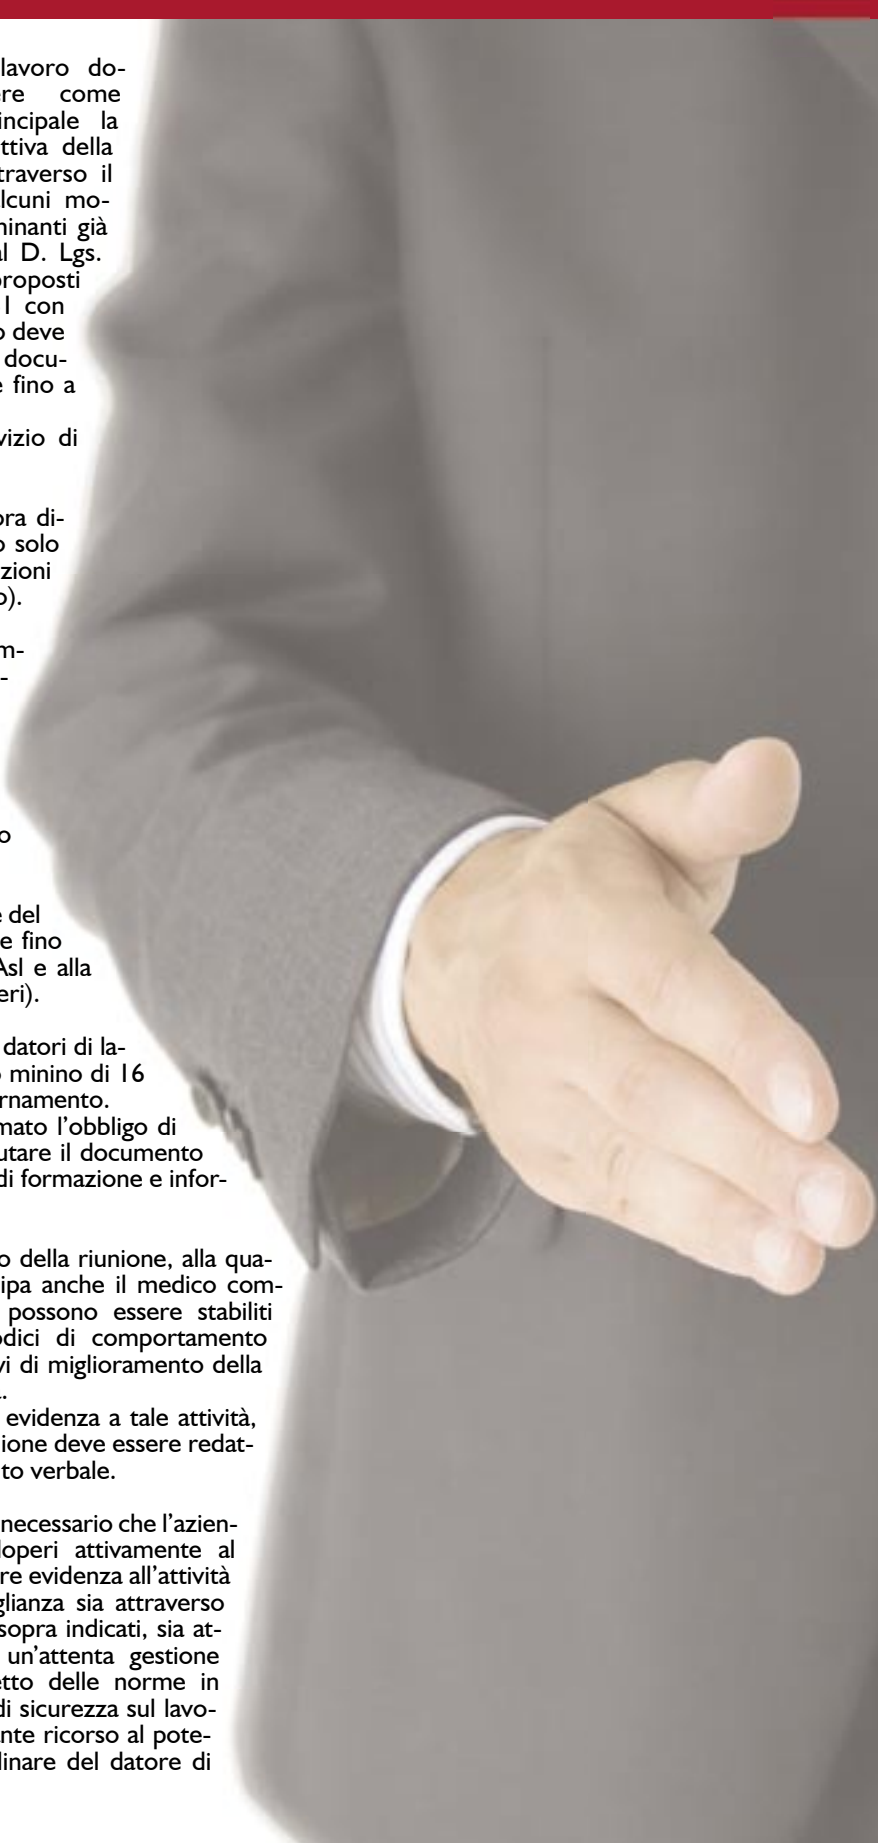 lavoro do-
ere come
incipale la
ttiva della
traverso il
lcuni mo-
minanti già
al D. Lgs.
proposti
1 con
o deve
docu-
e fino a
vizio di
ora di-
o solo
zioni
o).
m-
-
o
e del
e fino
Asl e alla
eri).
datori di la-
o minino di 16
rnamento.
mato l'obbligo di
utare il documento
di formazione e infor-
o della riunione, alla qua-
ipa anche il medico com-
possono essere stabiliti
odici di comportamento
vi di miglioramento della
.
evidenza a tale attività,
ione deve essere redat-
to verbale.
necessario che l'azien-
loperi attivamente al
re evidenza all'attività
glianza sia attraverso
sopra indicati, sia at-
un'attenta gestione
etto delle norme in
di sicurezza sul lavo-
ante ricorso al pote-
linare del datore di